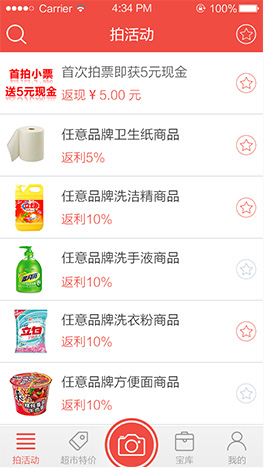 Carrier 4:34 PM 100%
拍活动
首拍小票
送5元现金
首次拍票即获5元现金
返现 ¥ 5.00 元
任意品牌卫生纸商品
返利5%
任意品牌洗洁精商品
返利10%
任意品牌洗手液商品
返利10%
任意品牌洗衣粉商品
返利10%
立白
任意品牌方便面商品
返利10%
拍活动 超市特价 宝库 我的